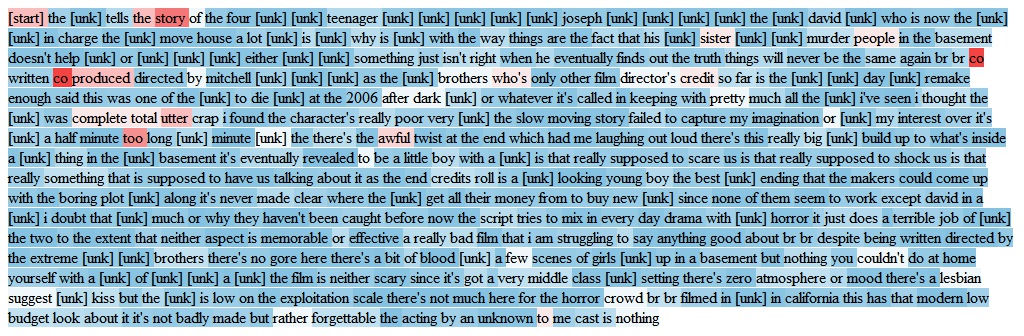 [start] the [unk] tells the story of the four [unk] [unk] teenager [unk] [unk] [unk] [unk] [unk] joseph [unk] [unk] [unk] [unk] the [unk] david [unk] who is now the [unk]
[unk] in charge the [unk] move house a lot [unk] is [unk] why is [unk] with the way things are the fact that his [unk] sister [unk] [unk] murder people in the basement
doesn't help [unk] or [unk] [unk] [unk] either [unk] [unk] something just isn't right when he eventually finds out the truth things will never be the same again br br co
written co produced directed by mitchell [unk] [unk] [unk] as the [unk] brothers who's only other film director's credit so far is the [unk] [unk] day [unk] remake
enough said this was one of the [unk] to die [unk] at the 2006 after dark [unk] or whatever it's called in keeping with pretty much all the [unk] i've seen i thought the
[unk] was complete total utter crap i found the character's really poor very [unk] the slow moving story failed to capture my imagination or [unk] my interest over it's
[unk] a half minute too long [unk] minute [unk] the there's the awful twist at the end which had me laughing out loud there's this really big [unk] build up to what's inside
a [unk] thing in the [unk] basement it's eventually revealed to be a little boy with a [unk] is that really supposed to scare us is that really supposed to shock us is that
really something that is supposed to have us talking about it as the end credits roll is a [unk] looking young boy the best [unk] ending that the makers could come up
with the boring plot [unk] along it's never made clear where the [unk] get all their money from to buy new [unk] since none of them seem to work except david in a
[unk] i doubt that [unk] much or why they haven't been caught before now the script tries to mix in every day drama with [unk] horror it just does a terrible job of [unk]
the two to the extent that neither aspect is memorable or effective a really bad film that i am struggling to say anything good about br br despite being written directed by
the extreme [unk] [unk] brothers there's no gore here there's a bit of blood [unk] a few scenes of girls [unk] up in a basement but nothing you couldn't do at home
yourself with a [unk] of [unk] [unk] a [unk] the film is neither scary since it's got a very middle class [unk] setting there's zero atmosphere or mood there's a lesbian
suggest [unk] kiss but the [unk] is low on the exploitation scale there's not much here for the horror crowd br br filmed in [unk] in california this has that modern low
budget look about it it's not badly made but rather forgettable the acting by an unknown to me cast is nothing